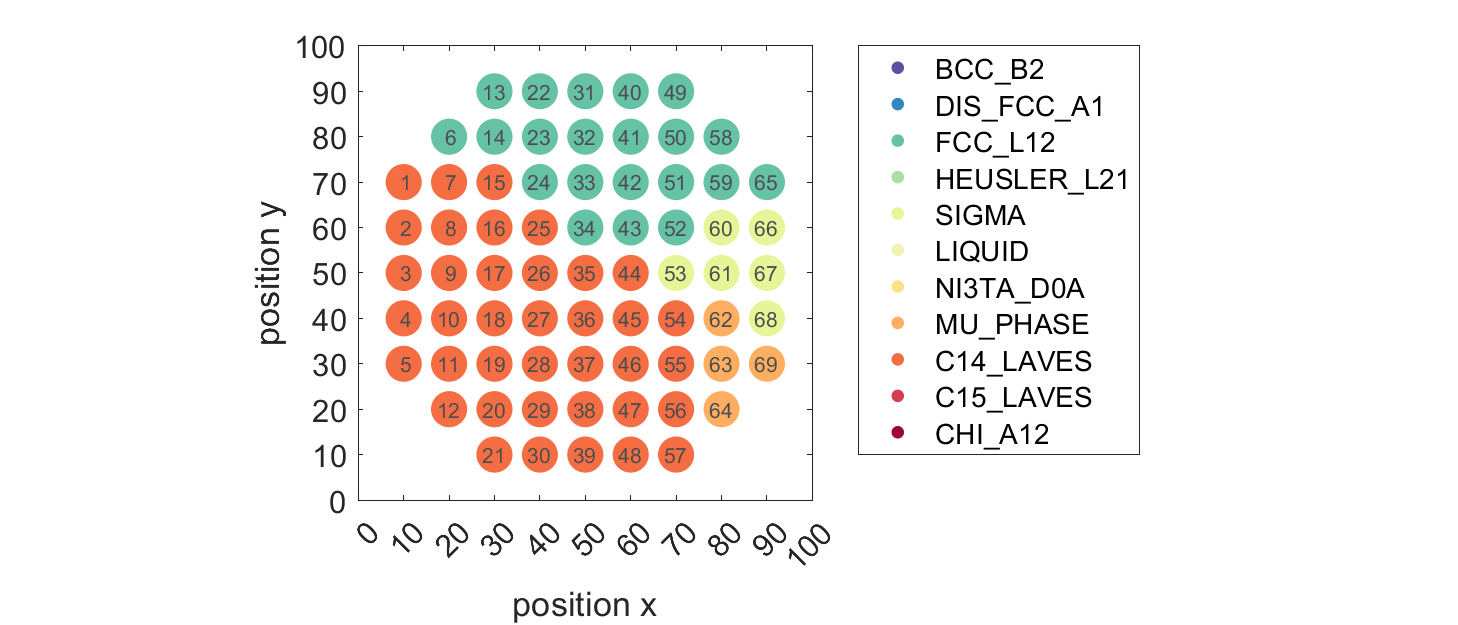 100
90
80
70
60
50
40
30
20
10
0
position y
13 22 31 40 49
6 14 23 32 41 50 58
1 7 15 24 33 42 51 59 65
2 8 16 25 34 43 52 60 66
3 9 17 26 35 44 53 61 67
4 10 18 27 36 45 54 62 68
5 11 19 28 37 46 55 63 69
12 20 29 38 47 56 64
21 30 39 48 57
0 10 20 30 40 50 60 70 80 90 100
position x
BCC_B2
DIS_FCC_A1
FCC_L12
HEUSLER_L21
SIGMA
LIQUID
NI3TA_D0A
MU_PHASE
C14_LAVES
C15_LAVES
CHI_A12